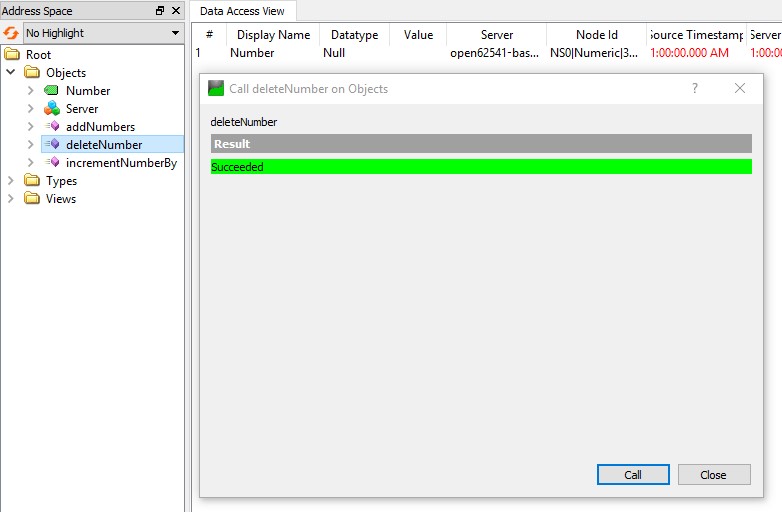 Address Space
No Highlight
Root
Objects
Number
Server
addNumbers
deleteNumber
incrementNumberBy
Types
Views
Data Access View
# Display Name Datatype Value Server Node Id Source Timestamp Server
1 Number Null open62541-bas... NS0|Numeric|3... 1:00:00.000 AM 1:00:0
Call deleteNumber on Objects ?
deleteNumber
Result
Succeeded
Call Close